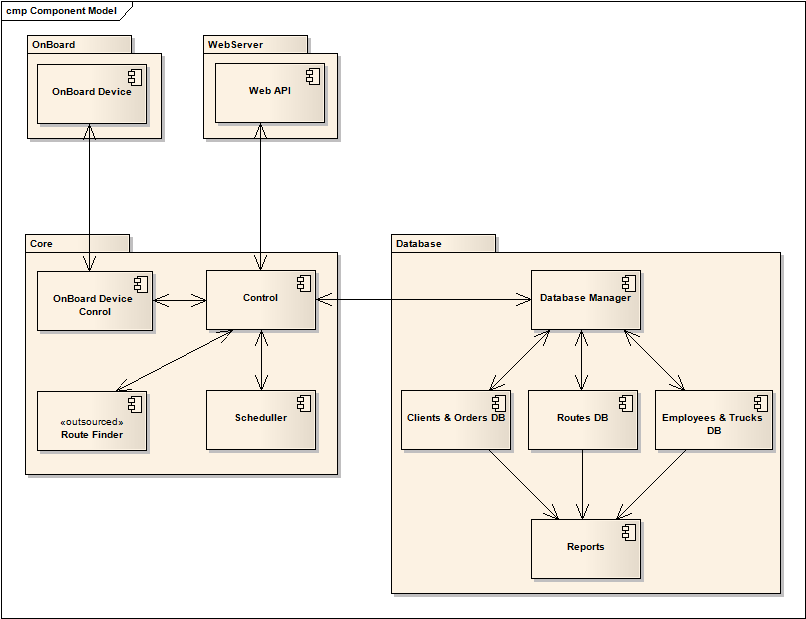 cmp Component Model
OnBoard
WebServer
OnBoard Device
Web API
Core
Database
OnBoard Device
Conrol
Control
Database Manager
«outsourced»
Route Finder
Scheduller
Clients & Orders DB
Routes DB
Employees & Trucks
DB
Reports